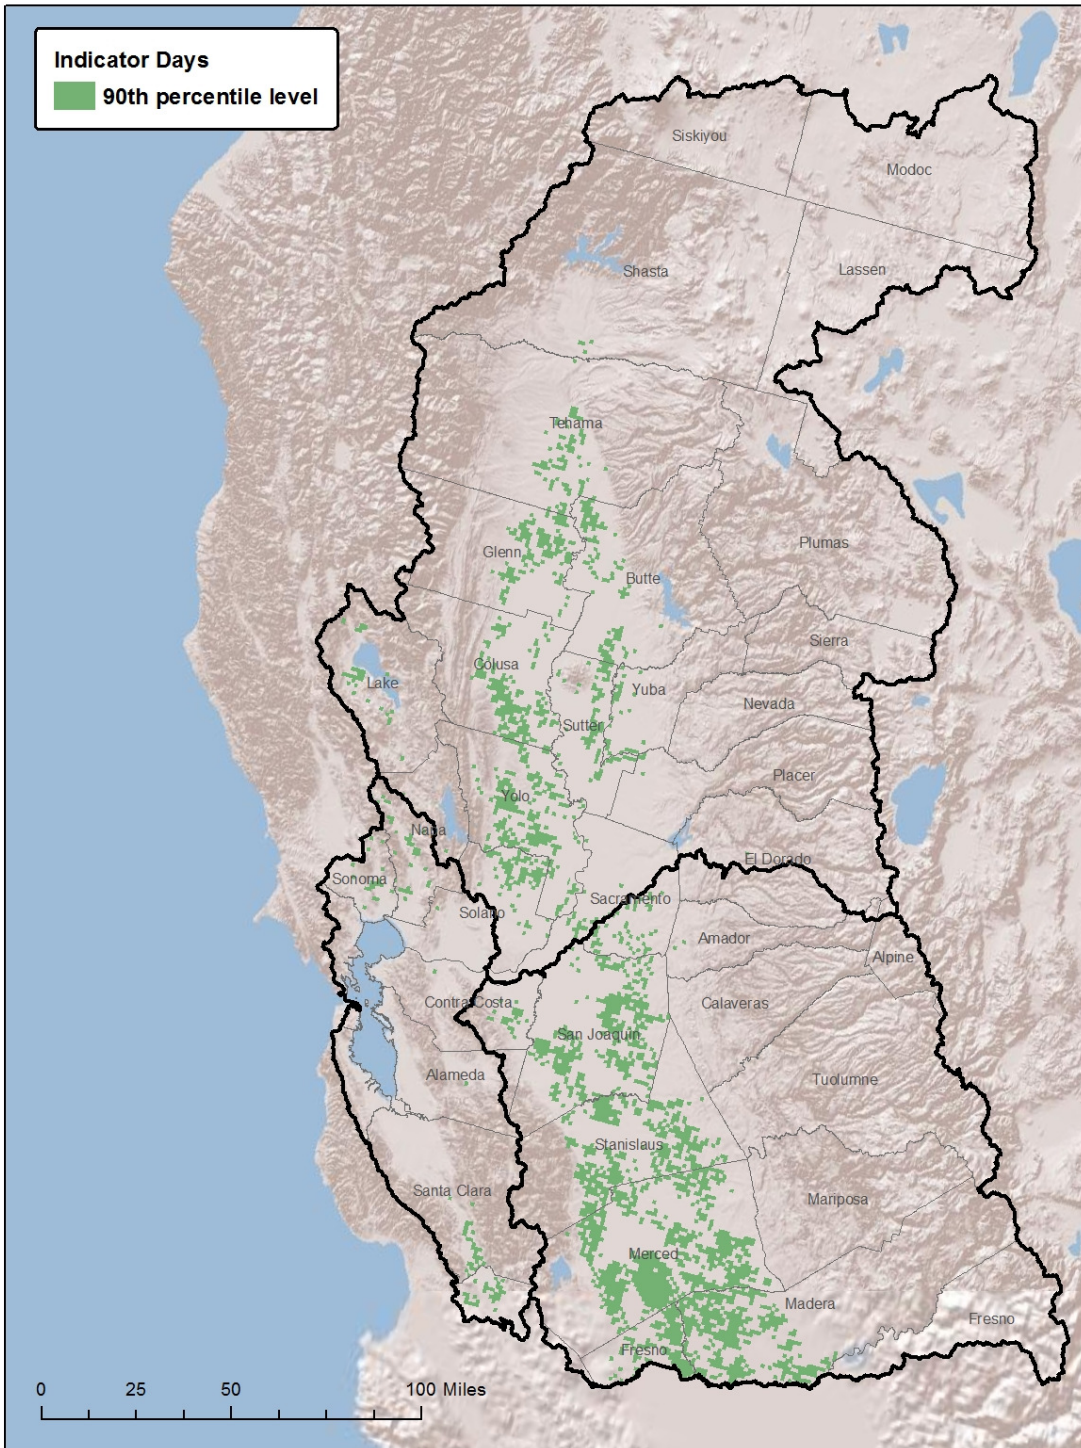 Indicator Days
90th percentile level
Siskiyou
Modoc
Shasta
Lassen
Tehama
Plumas
Glenn
Butte
Sierra
Colusa
Lake
Yuba
Nevada
Sutter
Placer
Yolo
Napa
El Dorado
Sonoma
Sacramento
Solano
Amador
Alpine
Contra Costa
Calaveras
San Joaquin
Alameda
Tuolumne
Stanislaus
Santa Clara
Mariposa
Merced
Madera
Fresno
Fresno
0 25 50 100 Miles